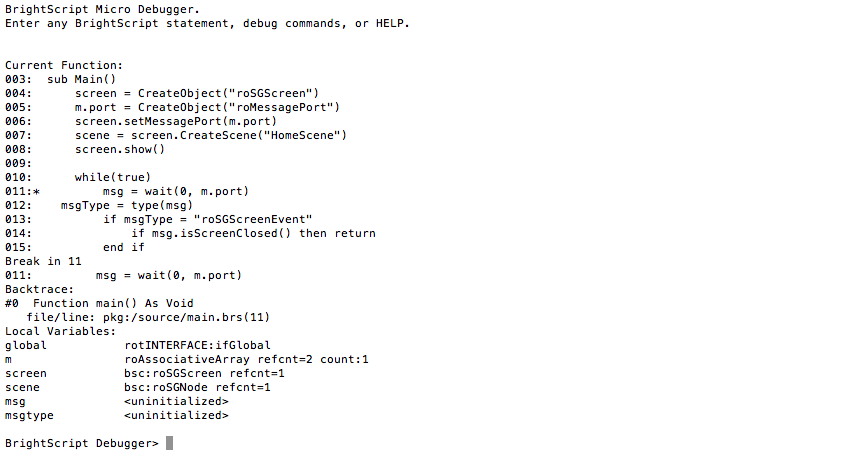 BrightScript Micro Debugger.
Enter any BrightScript statement, debug commands, or HELP.


Current Function:
003:  sub Main()
004:      screen = CreateObject("roSGScreen")
005:      m.port = CreateObject("roMessagePort")
006:      screen.setMessagePort(m.port)
007:      scene = screen.CreateScene("HomeScene")
008:      screen.show()
009:
010:      while(true)
011:*         msg = wait(0, m.port)
012:    msgType = type(msg)
013:          if msgType = "roSGScreenEvent"
014:              if msg.isScreenClosed() then return
015:          end if
Break in 11
011:         msg = wait(0, m.port)
Backtrace:
#0  Function main() As Void
   file/line: pkg:/source/main.brs(11)
Local Variables:
global           rotINTERFACE:ifGlobal
m                roAssociativeArray refcnt=2 count:1
screen           bsc:roSGScreen refcnt=1
scene            bsc:roSGNode refcnt=1
msg              <uninitialized>
msgtype          <uninitialized>

BrightScript Debugger>